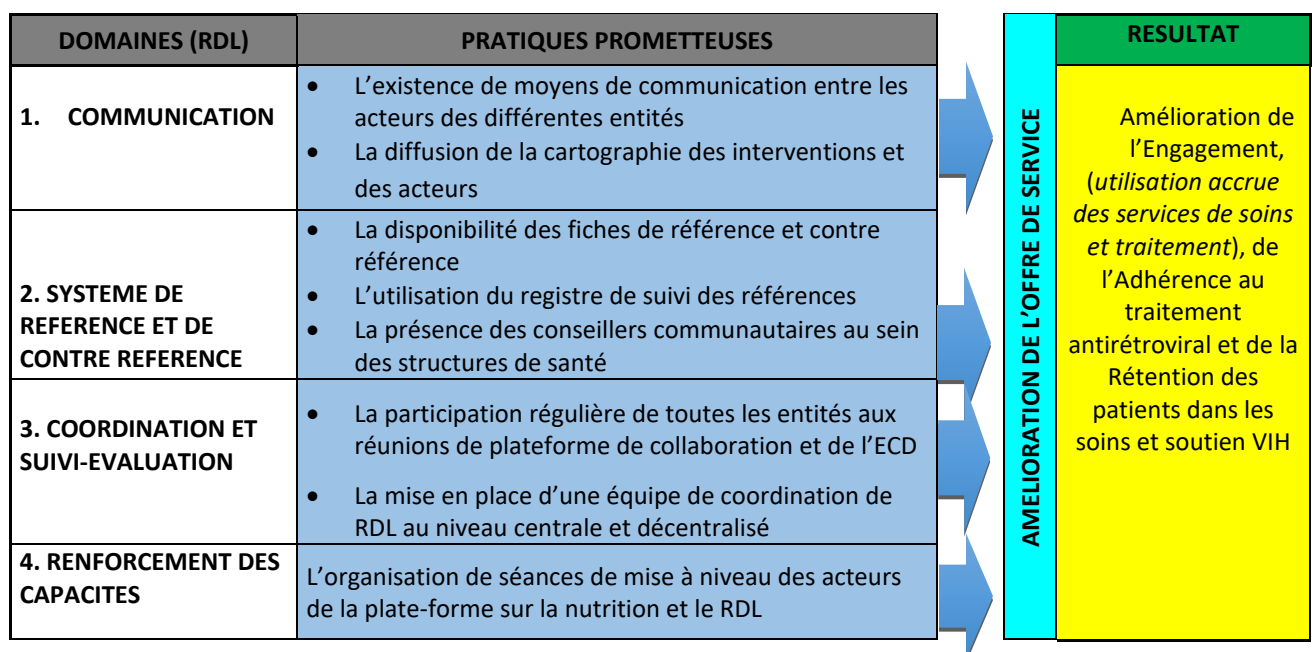 DOMAINES (RDL)
PRATIQUES PROMETTEUSES
1. COMMUNICATION
• L’existence de moyens de communication entre les
acteurs des différentes entités
• La diffusion de la cartographie des interventions et
des acteurs
2. SYSTEME DE
REFERENCE ET DE
CONTRE REFERENCE
• La disponibilité des fiches de référence et contre
référence
• L’utilisation du registre de suivi des références
• La présence des conseillers communautaires au sein
des structures de santé
3. COORDINATION ET
SUIVI-EVALUATION
• La participation régulière de toutes les entités aux
réunions de plateforme de collaboration et de l’ECD
• La mise en place d’une équipe de coordination de
RDL au niveau centrale et décentralisé
4. RENFORCEMENT DES
CAPACITES
L’organisation de séances de mise à niveau des acteurs
de la plate-forme sur la nutrition et le RDL
AMELIORATION DE L’OFFRE DE SERVICE
RESULTAT
Amélioration de
l’Engagement,
(utilisation accrue
des services de soins
et traitement), de
l’Adhérence au
traitement
antirétroviral et de la
Rétention des
patients dans les
soins et soutien VIH